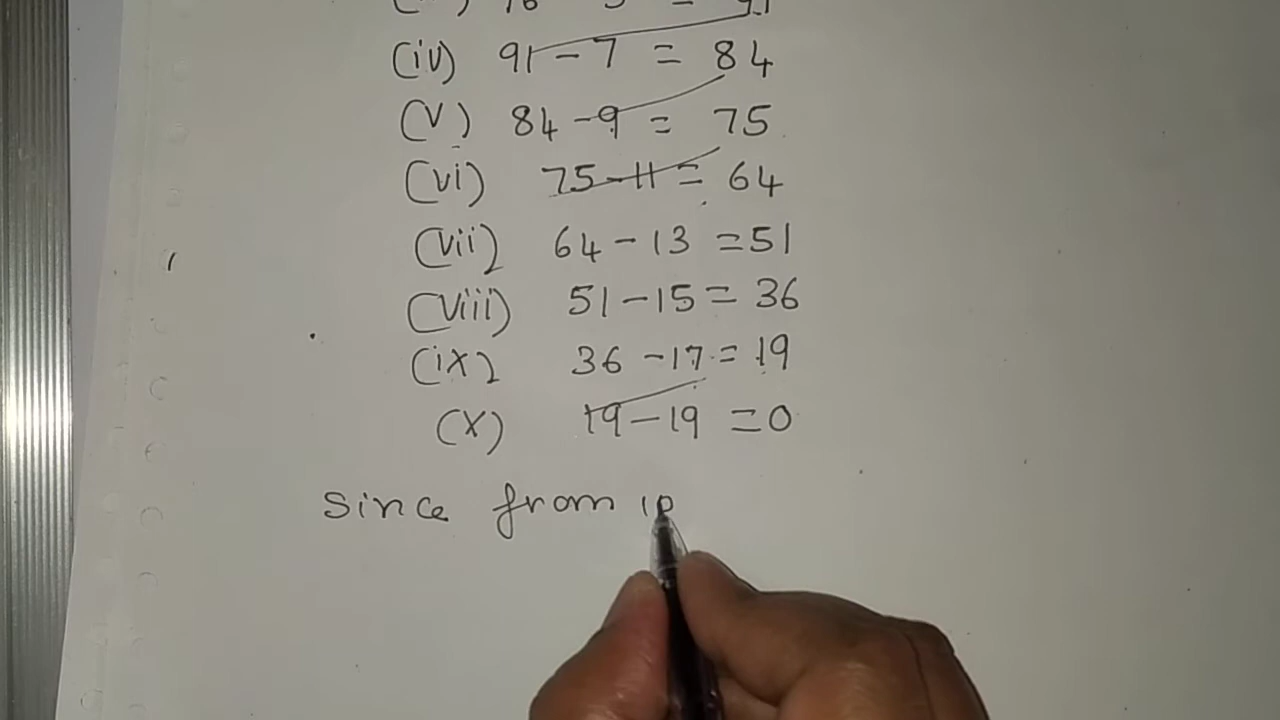 (iv) 91 - 7 = 84
(v) 84 - 9 = 75
(vi) 75 - 11 = 64
(vii) 64 - 13 = 51
(viii) 51 - 15 = 36
(ix) 36 - 17 = 19
(x) 19 - 19 = 0
Since from 10